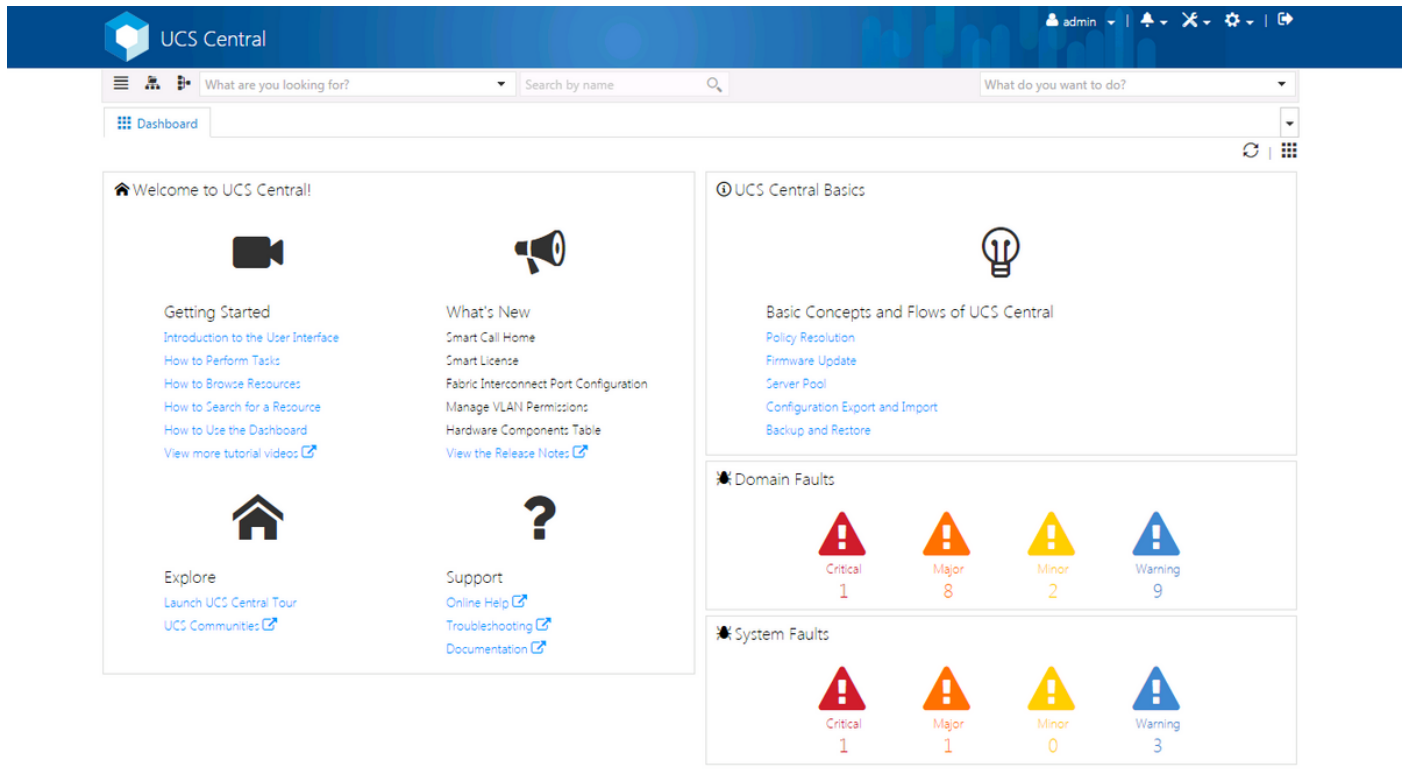 UCS Central
admin
What are you looking for?
Search by name
What do you want to do?
Dashboard
Welcome to UCS Central!
Getting Started
Introduction to the User Interface
How to Perform Tasks
How to Browse Resources
How to Search for a Resource
How to Use the Dashboard
View more tutorial videos
What's New
Smart Call Home
Smart License
Fabric Interconnect Port Configuration
Manage VLAN Permissions
Hardware Components Table
View the Release Notes
Explore
Launch UCS Central Tour
UCS Communities
Support
Online Help
Troubleshooting
Documentation
UCS Central Basics
Basic Concepts and Flows of UCS Central
Policy Resolution
Firmware Update
Server Pool
Configuration Export and Import
Backup and Restore
Domain Faults
Critical
1
Major
8
Minor
2
Warning
9
System Faults
Critical
1
Major
1
Minor
0
Warning
3